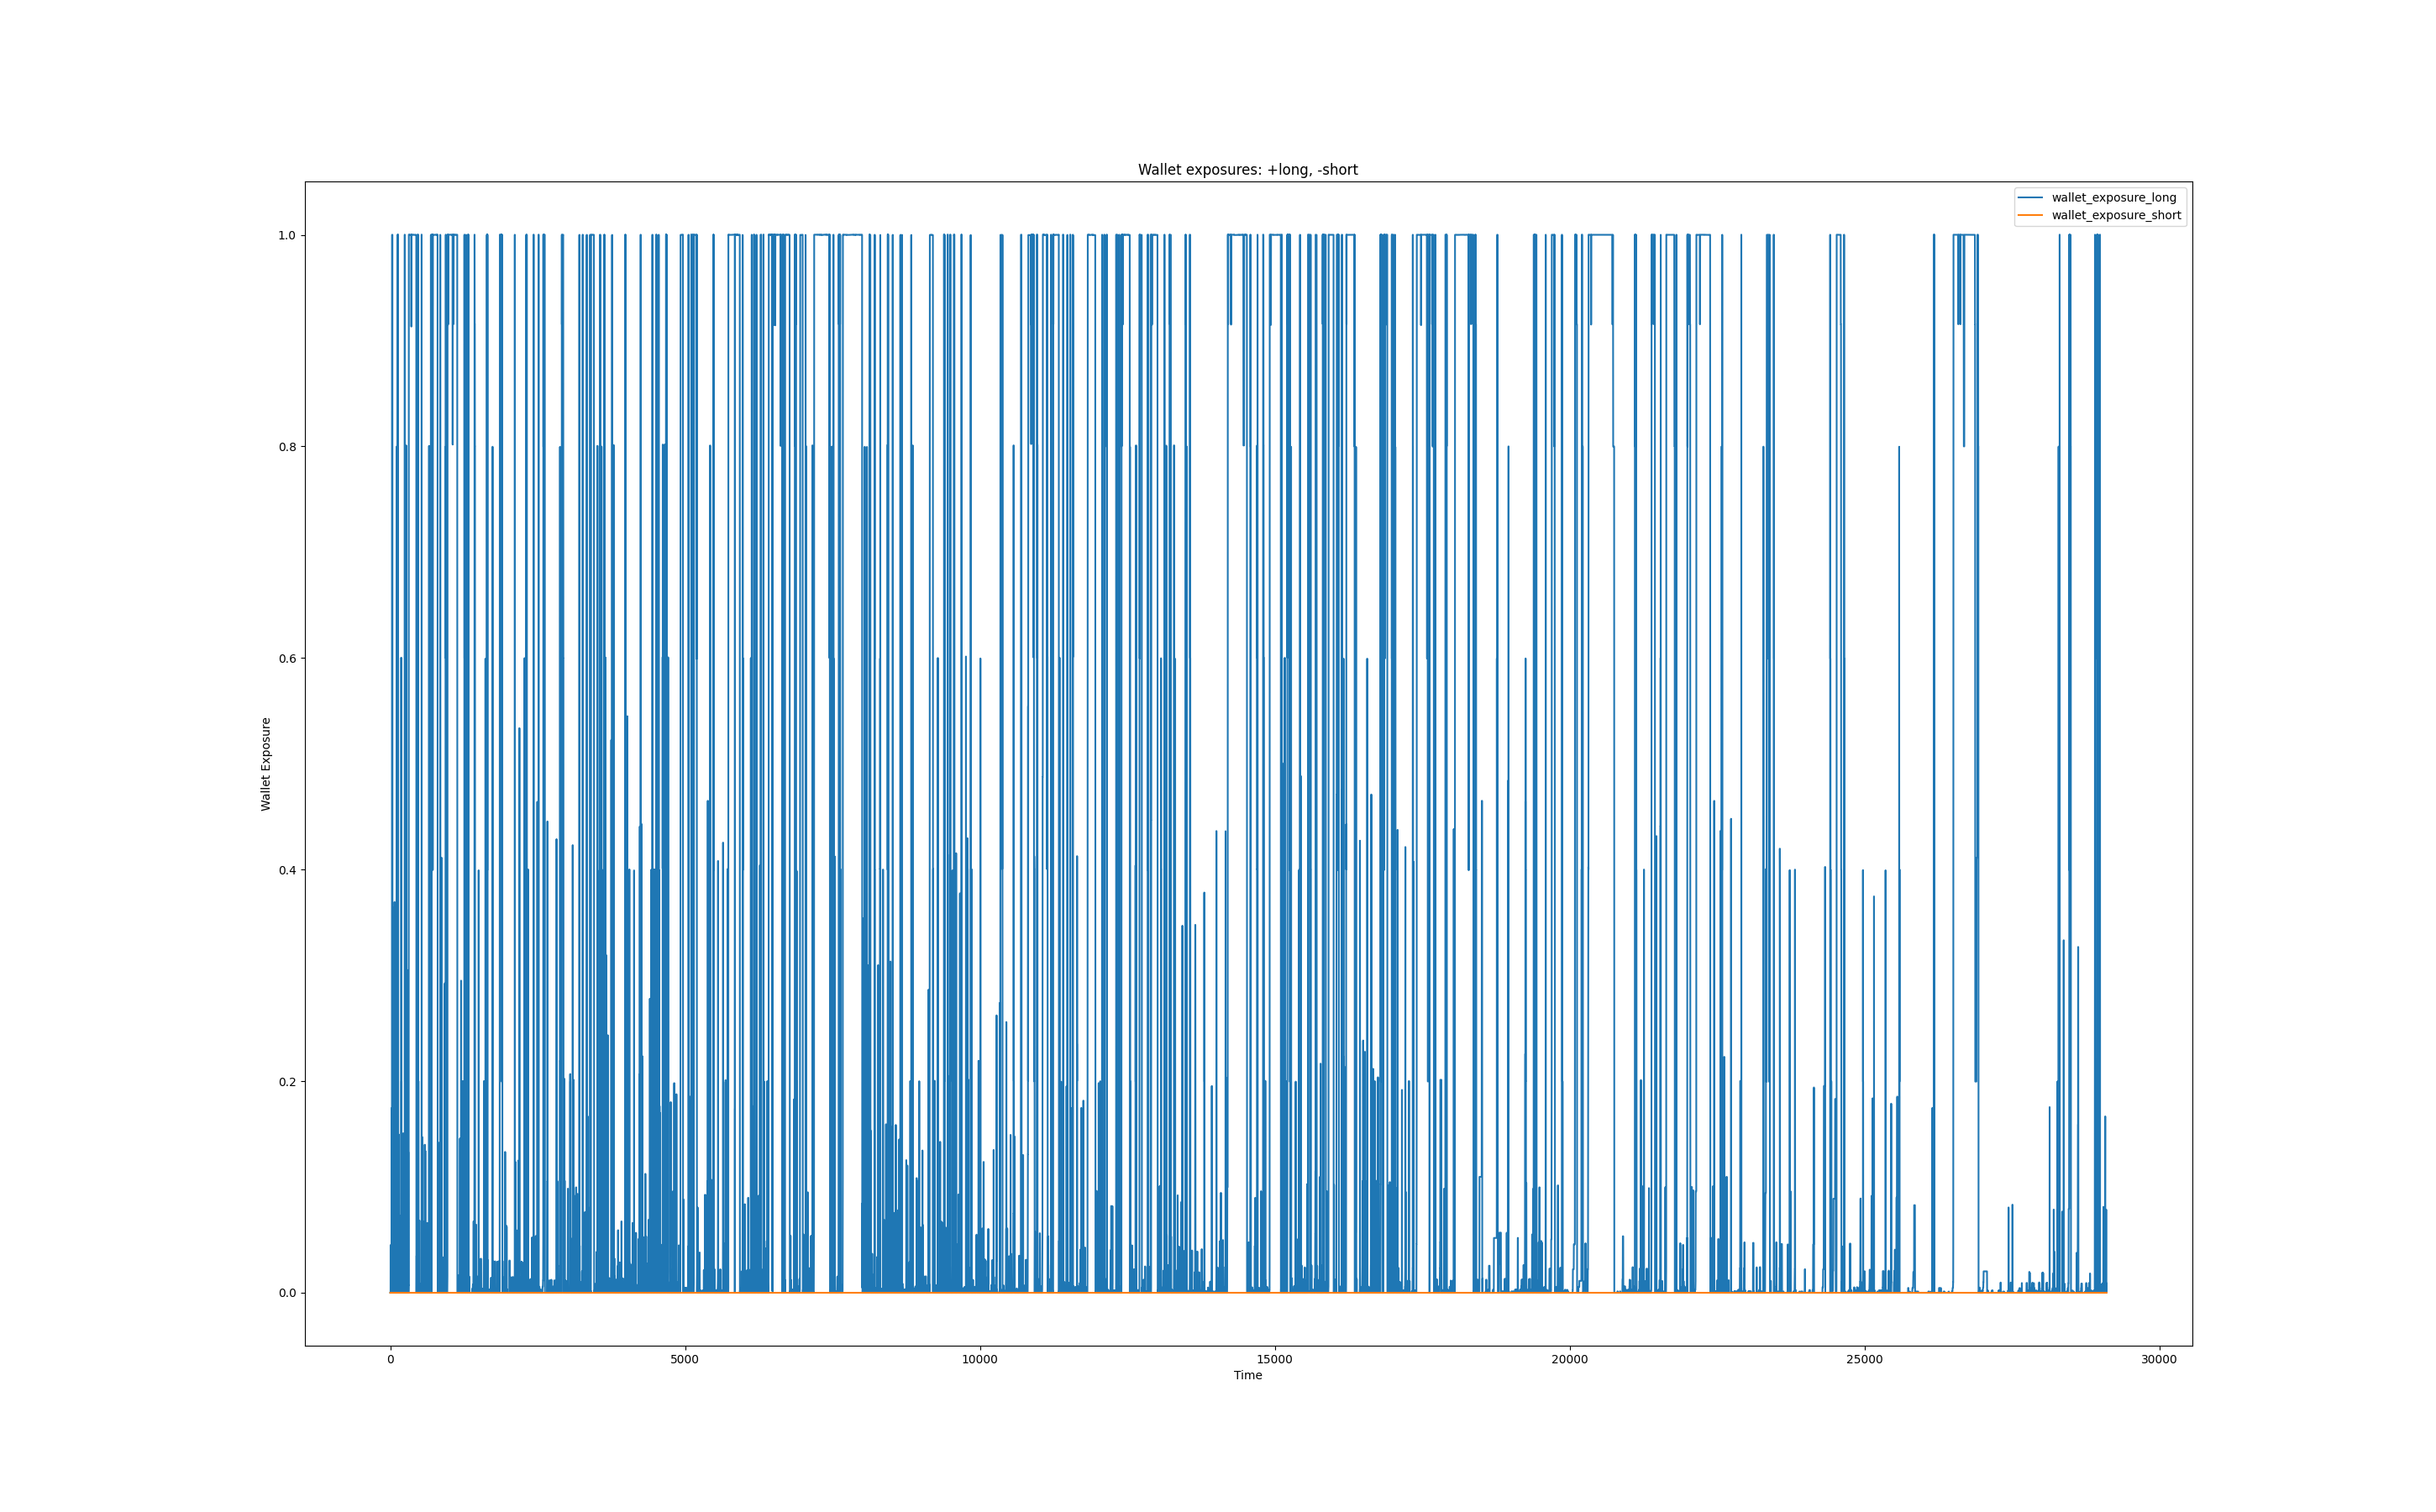 Wallet exposures: +long, -short
wallet_exposure_long
wallet_exposure_short
1.0
0.8
0.6
0.4
0.2
0.0
Wallet Exposure
0 5000 10000 15000 20000 25000 30000
Time